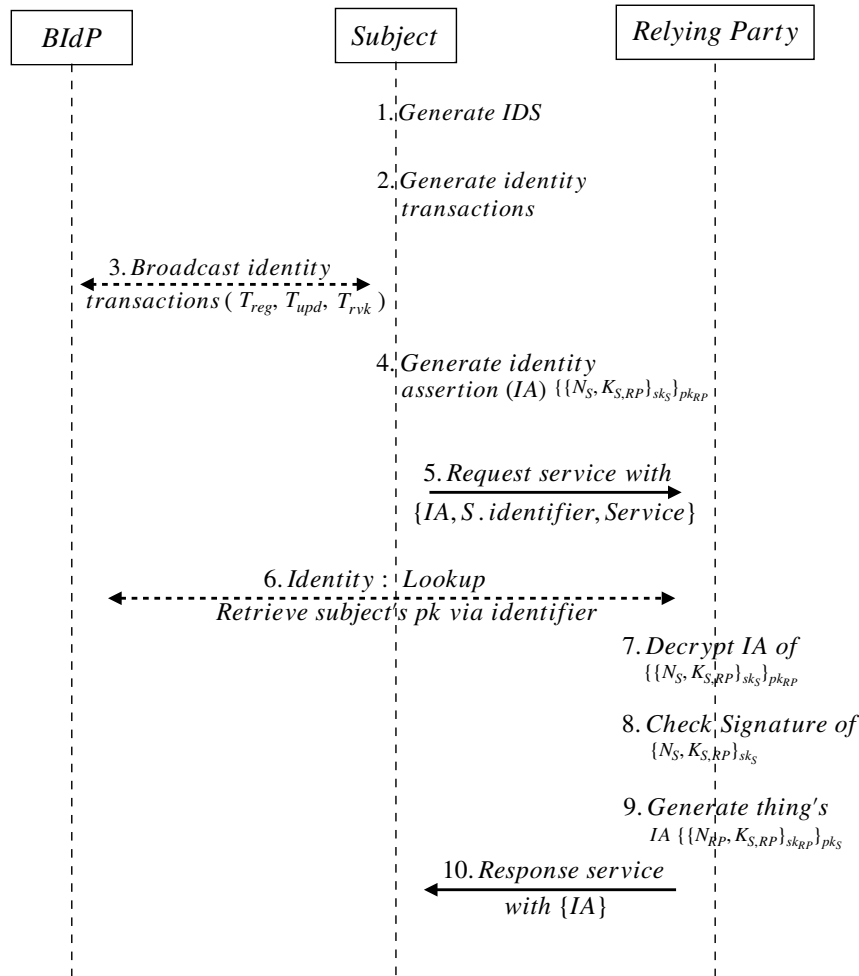 BIdP
Subject
Relying Party
1. Generate IDS
2. Generate identity
transactions
3. Broadcast identity
transactions ( T_reg, T_upd, T_rvk )
4. Generate identity
assertion (IA) {{N_S, K_S,RP}_sk_S}_pk_RP
5. Request service with
{IA, S . identifier, Service}
6. Identity : Lookup
Retrieve subject's pk via identifier
7. Decrypt IA of
{{N_S, K_S,RP}_sk_S}_pk_RP
8. Check Signature of
{N_S, K_S,RP}_sk_S
9. Generate thing's
IA {{N_RP, K_S,RP}_sk_RP}_pk_S
10. Response service
with {IA}